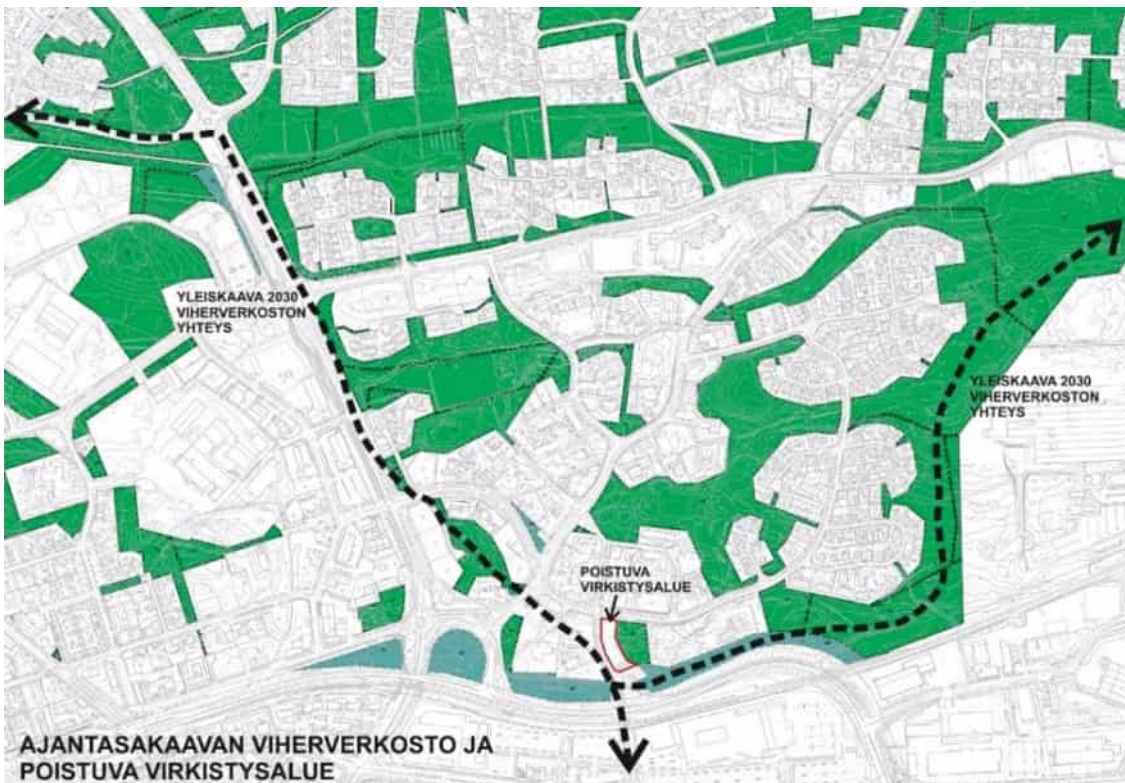 YLEISKAAVA 2030
VIHERVERKOSTON
YHTEYS
YLEISKAAVA 2030
VIHERVERKOSTON
YHTEYS
POISTUVA
VIRKISTYSALUE
AJANTASAKAAVAN VIHERVERKOSTO JA
POISTUVA VIRKISTYSALUE